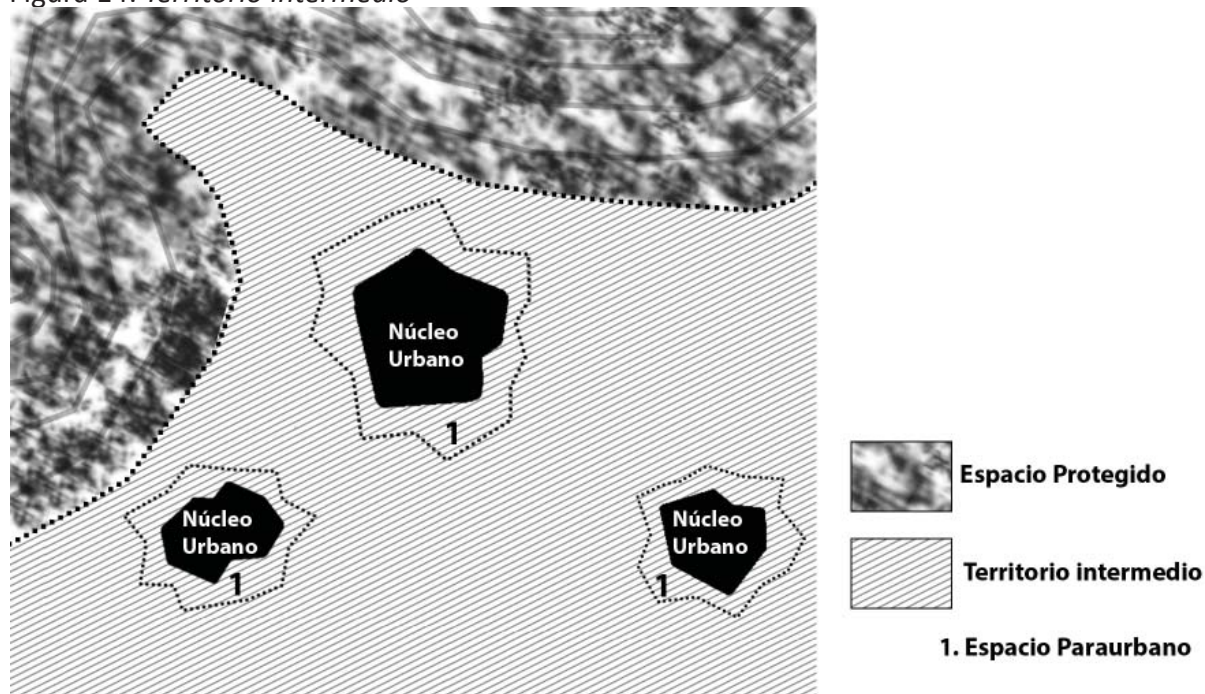 Figura 14. Territorio intermedio
Núcleo
Urbano
1
Núcleo
Urbano
1
Núcleo
Urbano
1
Espacio Protegido
Territorio intermedio
1. Espacio Paraurbano